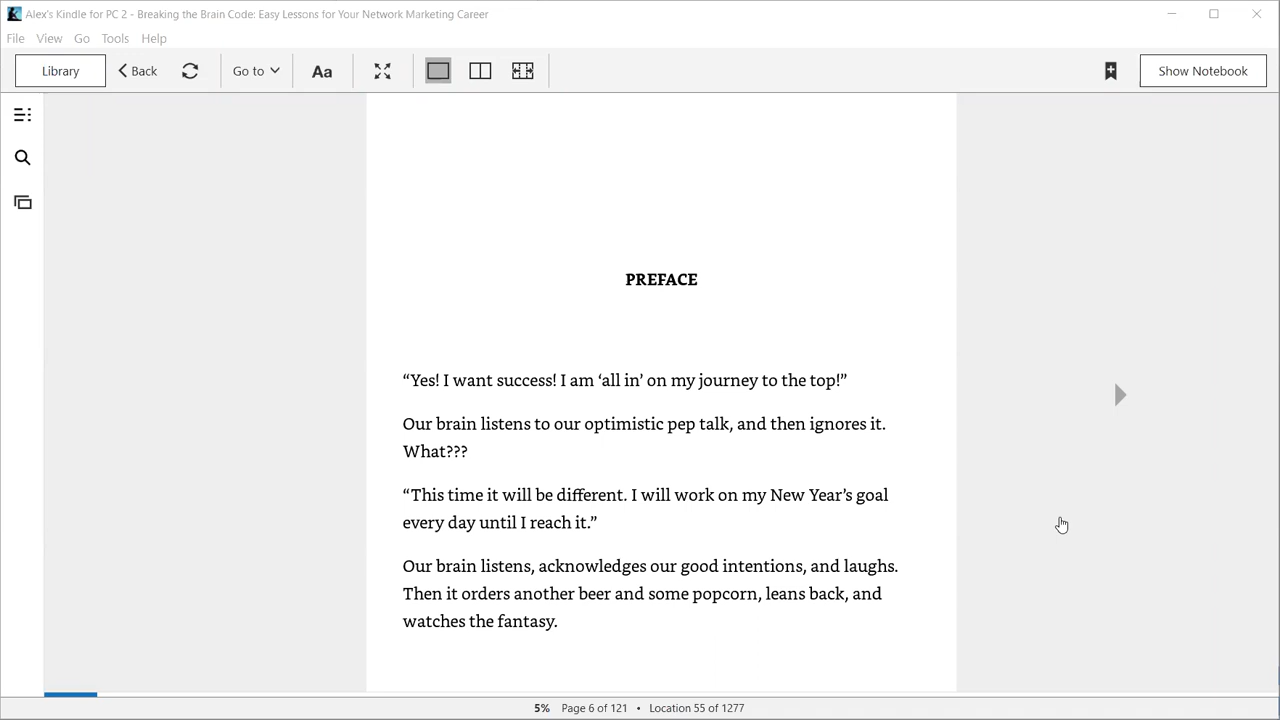 Alex's Kindle for PC 2 - Breaking the Brain Code: Easy Lessons for Your Network Marketing Career
File View Go Tools Help
Library Back Go to Aa Show Notebook
PREFACE
“Yes! I want success! I am ‘all in’ on my journey to the top!”
Our brain listens to our optimistic pep talk, and then ignores it.
What???
“This time it will be different. I will work on my New Year’s goal
every day until I reach it.”
Our brain listens, acknowledges our good intentions, and laughs.
Then it orders another beer and some popcorn, leans back, and
watches the fantasy.
5% Page 6 of 121 • Location 55 of 1277